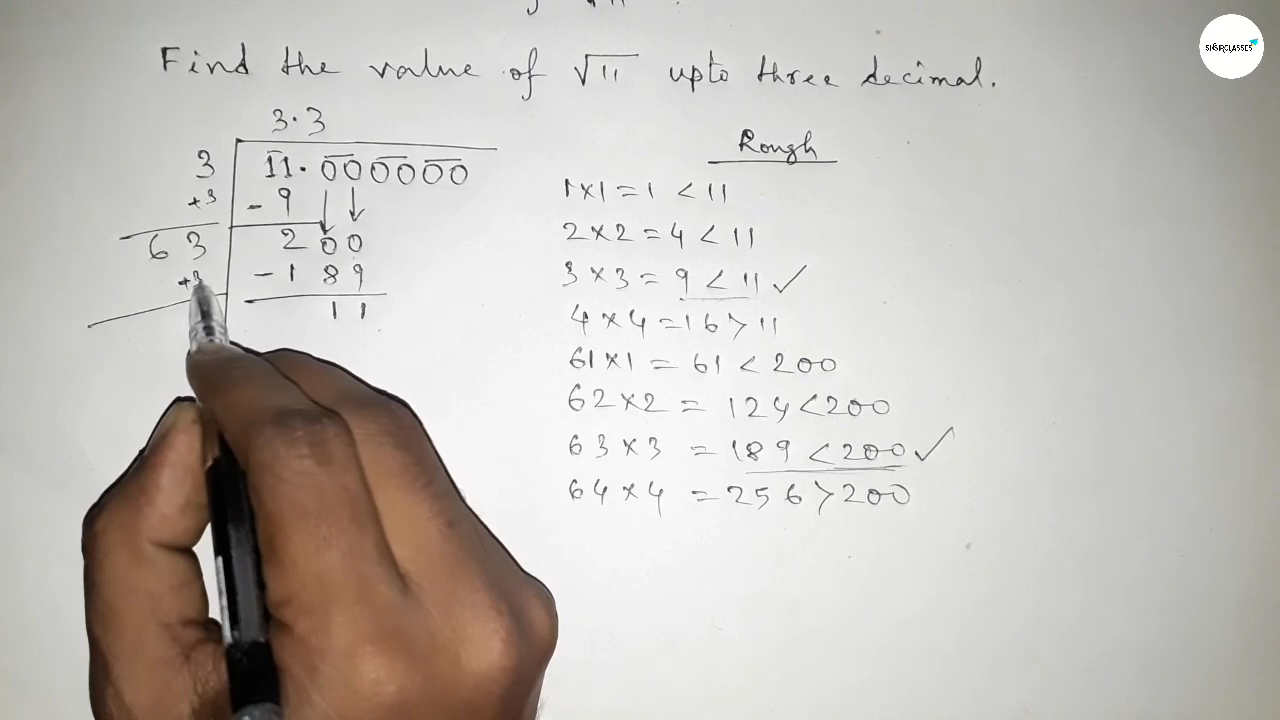 Find the value of √11 upto three decimal.
SKGIRCLASSES
3.3
3 11.000000
+3 -9
63 200
+3 -189
11
Rough
1×1=1 < 11
2×2=4 < 11
3×3= 9 < 11 ✓
4×4=16 > 11
61×1 = 61 < 200
62×2 = 124 < 200
63×3 = 189 < 200 ✓
64×4 = 256 > 200